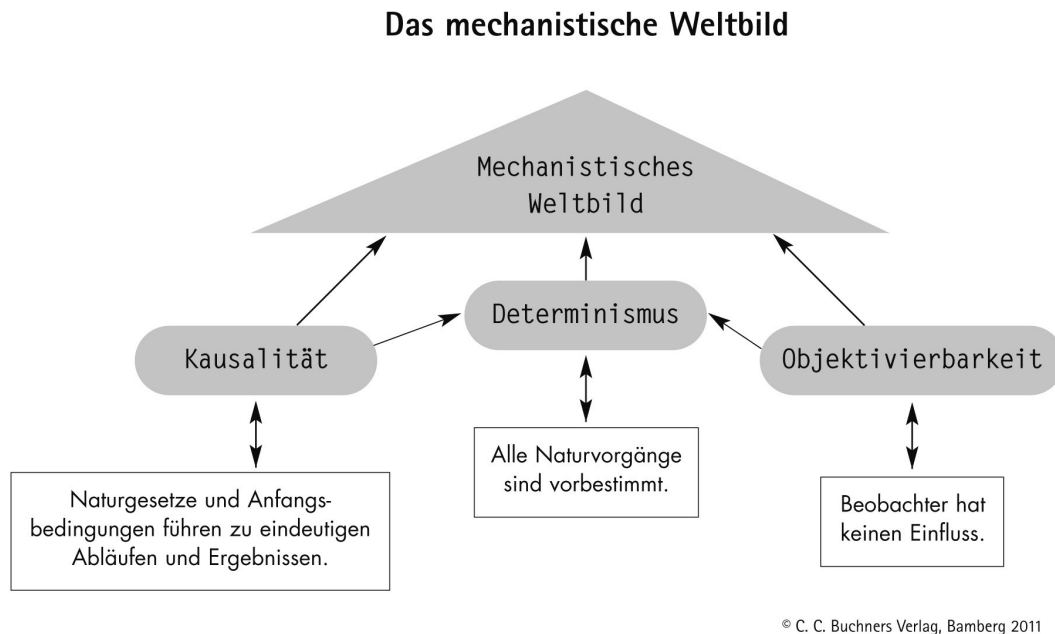 Das mechanistische Weltbild
Mechanistisches
Weltbild
Determinismus
Kausalität
Objektivierbarkeit
Alle Naturvorgänge
sind vorbestimmt.
Naturgesetze und Anfangs-
bedingungen führen zu eindeutigen
Abläufen und Ergebnissen.
Beobachter hat
keinen Einfluss.
© C. C. Buchners Verlag, Bamberg 2011